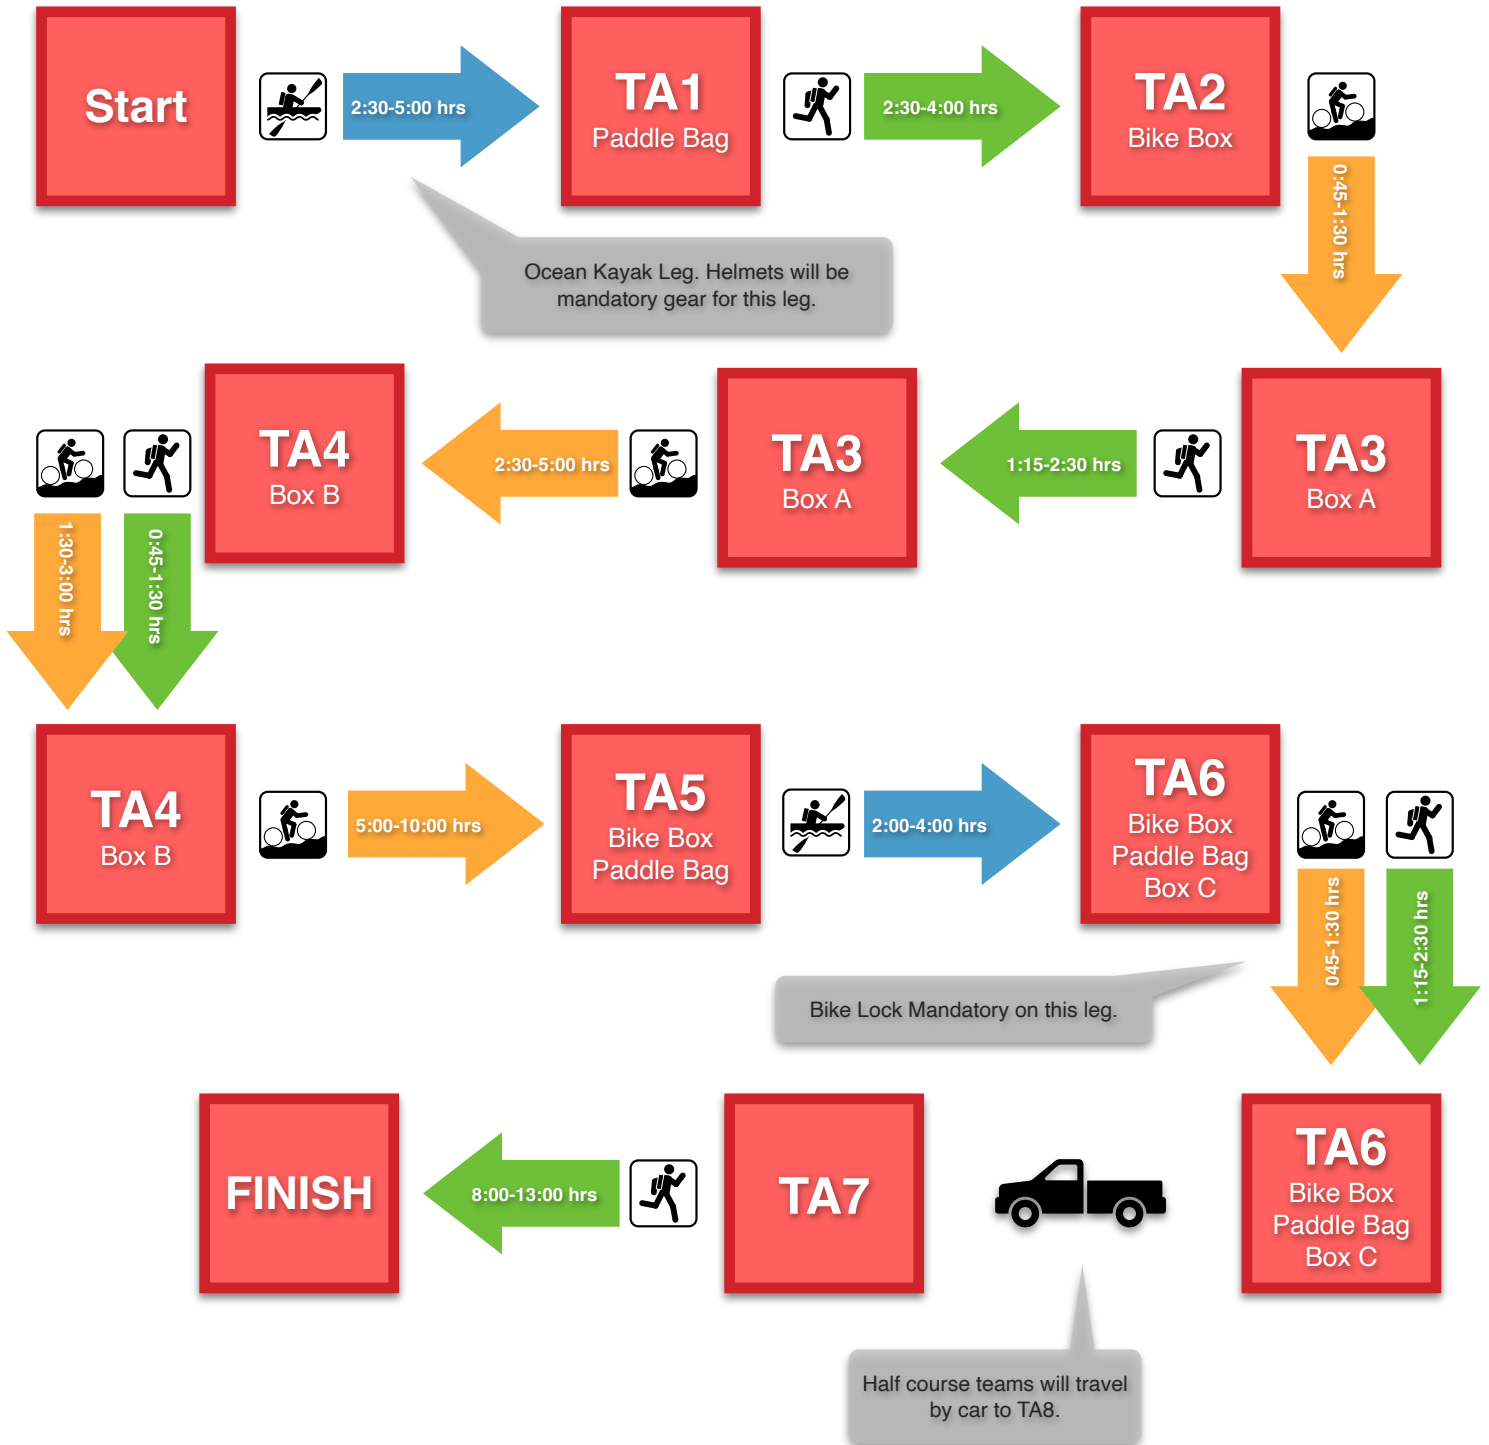 Start
2:30-5:00 hrs
TA1
Paddle Bag
2:30-4:00 hrs
TA2
Bike Box
0:45-1:30 hrs
Ocean Kayak Leg. Helmets will be
mandatory gear for this leg.
TA3
Box A
1:15-2:30 hrs
TA3
Box A
2:30-5:00 hrs
TA4
Box B
1:30-3:00 hrs
0:45-1:30 hrs
TA4
Box B
5:00-10:00 hrs
TA5
Bike Box
Paddle Bag
2:00-4:00 hrs
TA6
Bike Box
Paddle Bag
Box C
045-1:30 hrs
1:15-2:30 hrs
Bike Lock Mandatory on this leg.
TA6
Bike Box
Paddle Bag
Box C
TA7
8:00-13:00 hrs
FINISH
Half course teams will travel
by car to TA8.